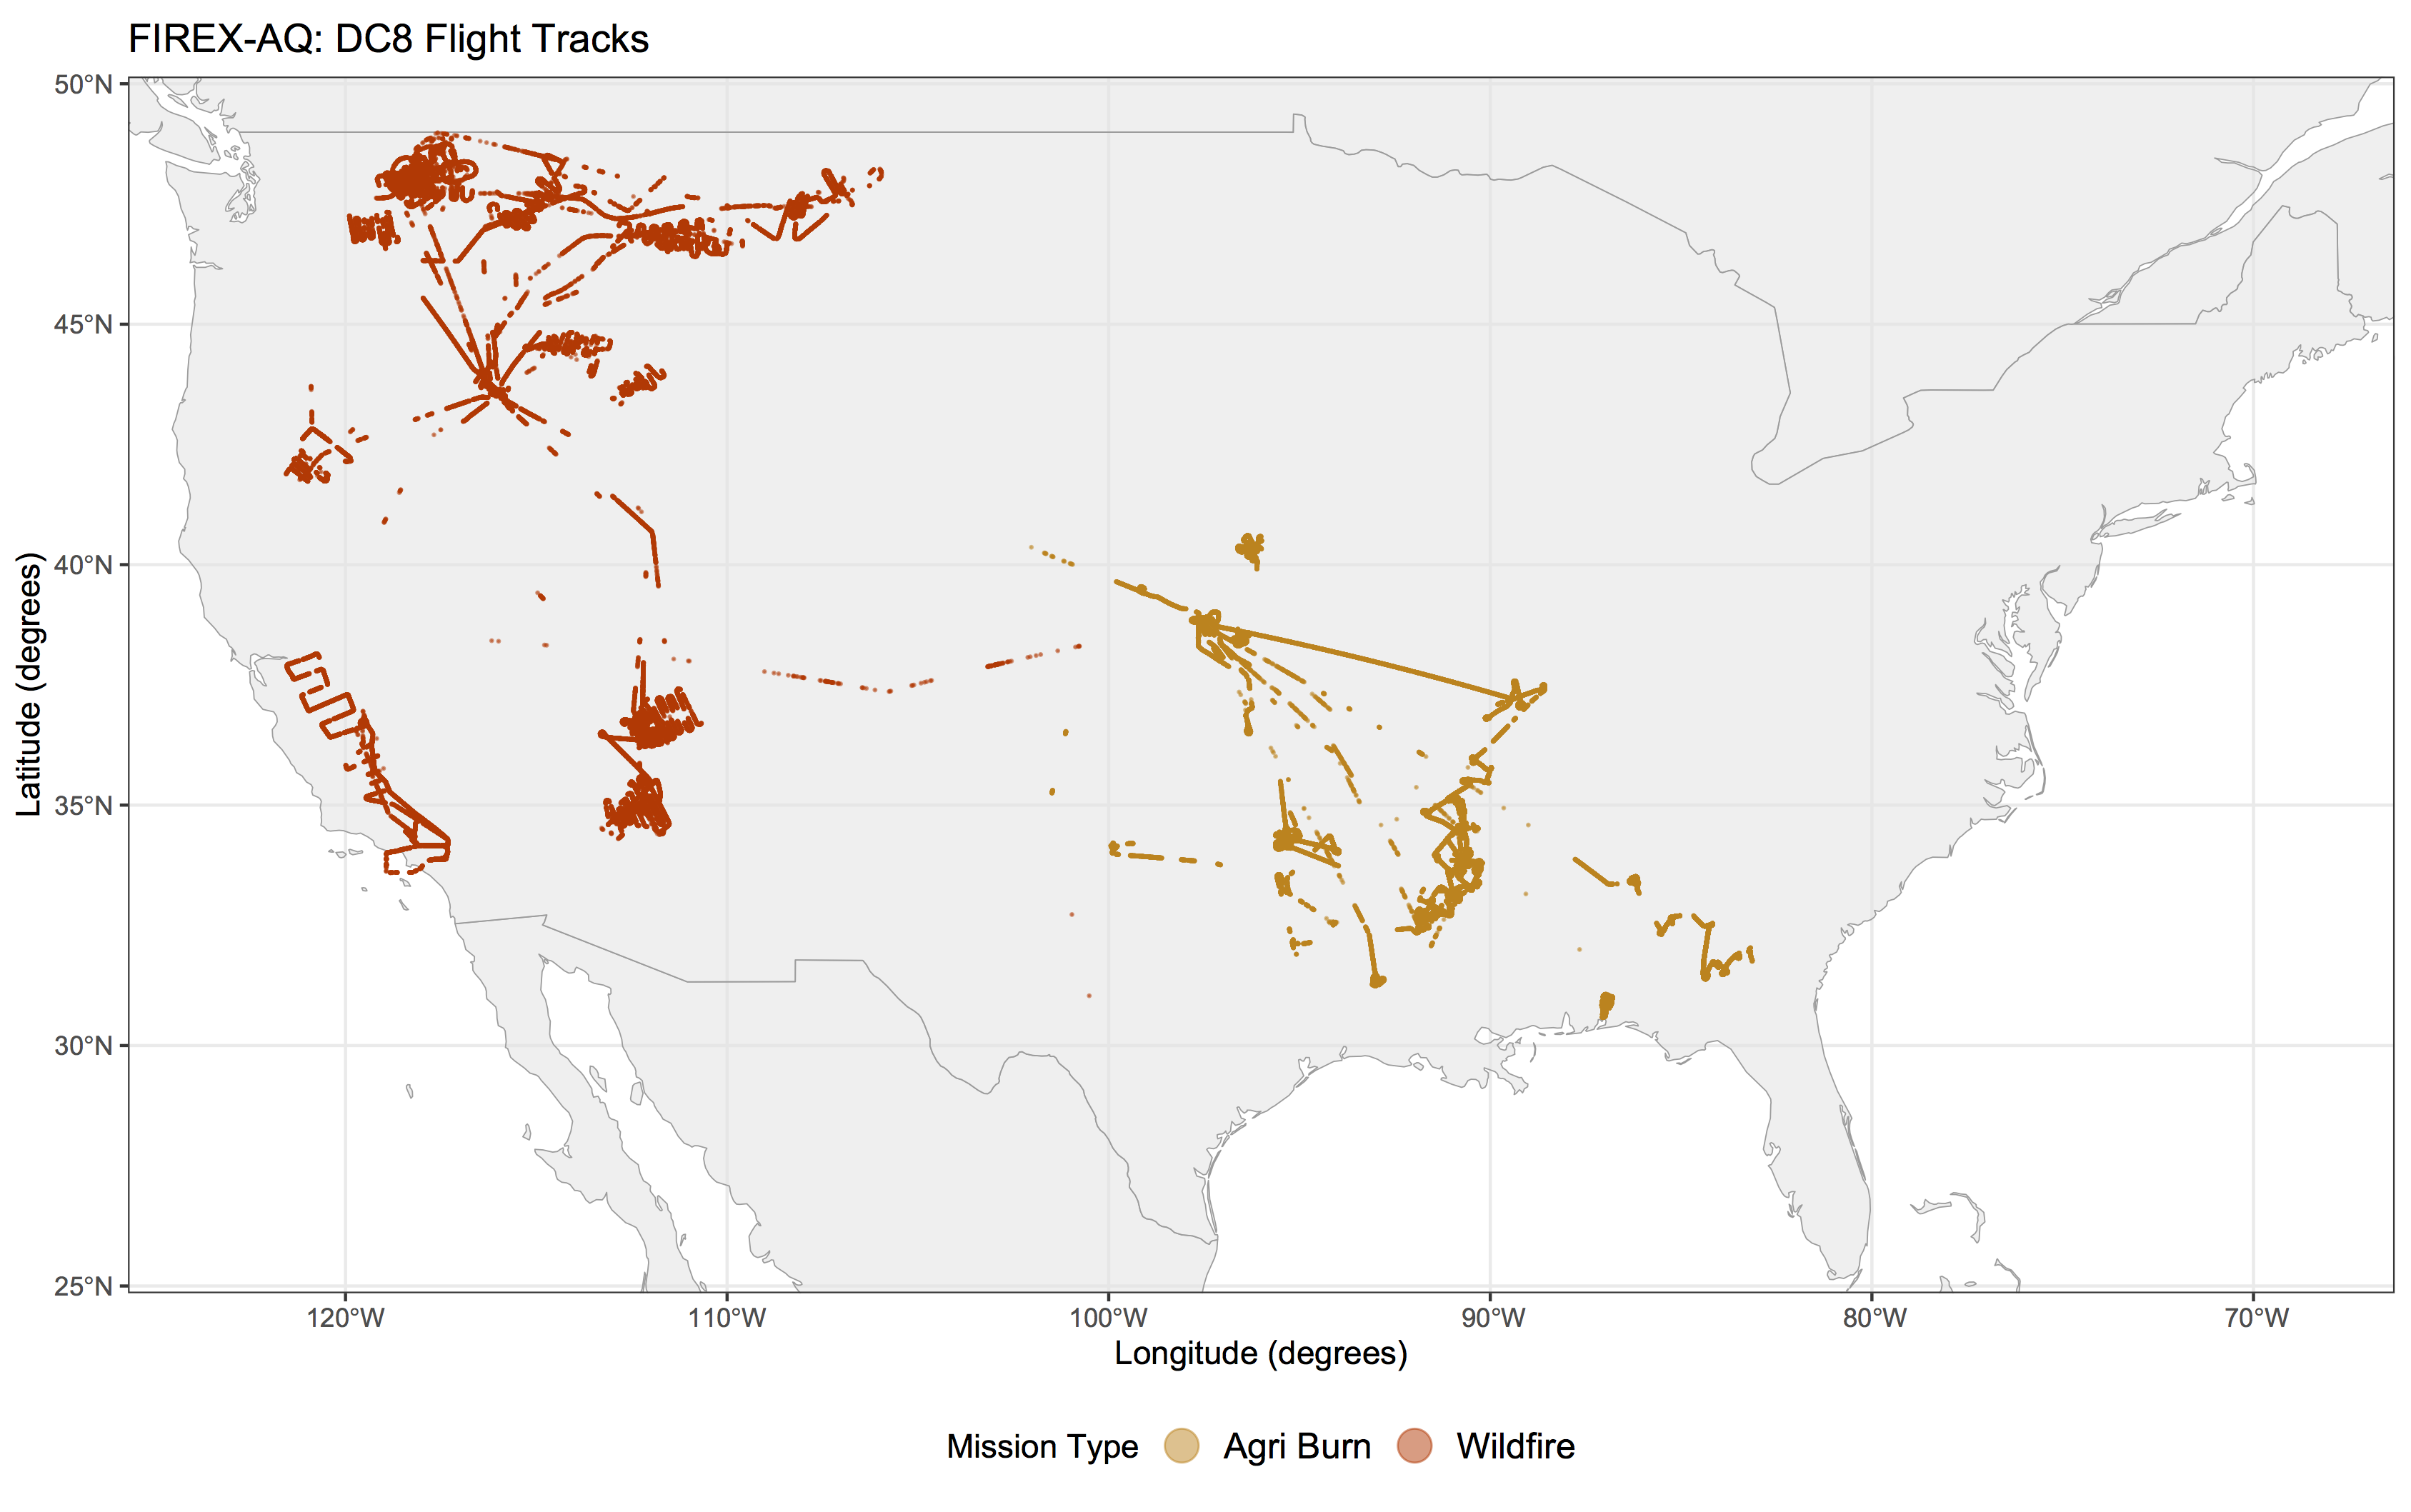 FIREX-AQ: DC8 Flight Tracks
50°N
45°N
40°N
35°N
30°N
25°N
Latitude (degrees)
120°W 110°W 100°W 90°W 80°W 70°W
Longitude (degrees)
Mission Type Agri Burn Wildfire